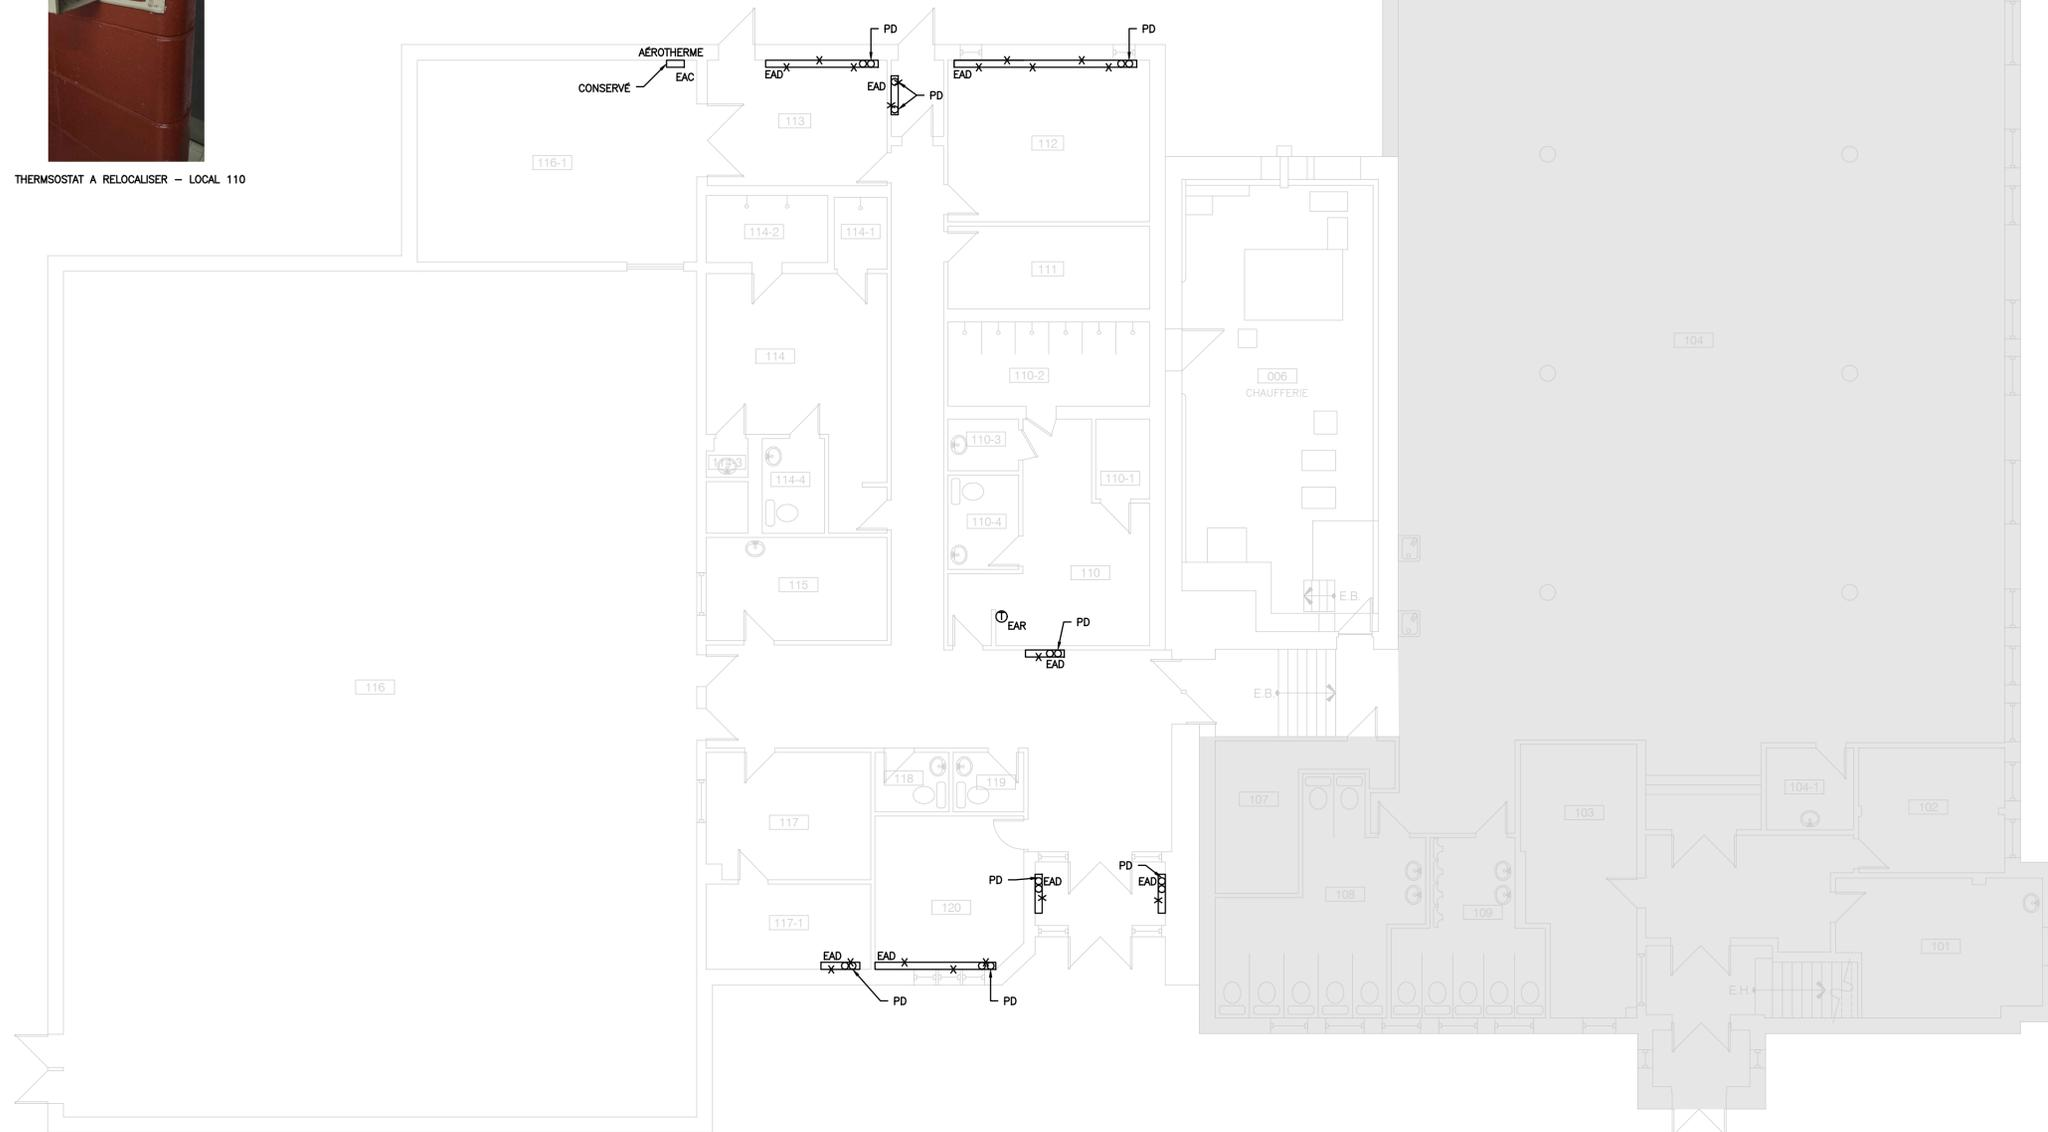 PD
PD
AÉROTHERME
EAC
EAD
EAD
EAD
CONSERVÉ
PD
113
112
116-1
THERMSOSTAT A RELOCALISER – LOCAL 110
114-2
114-1
111
104
114
110-2
006
CHAUFFERIE
110-3
114-3
114-4
110-1
110-4
110
115
E.B.
EAR
PD
EAD
116
E.B.
118
119
107
104-1
102
103
117
PD
PD
EAD
EAD
108
120
109
117-1
101
EAD
EAD
E.H.
PD
PD